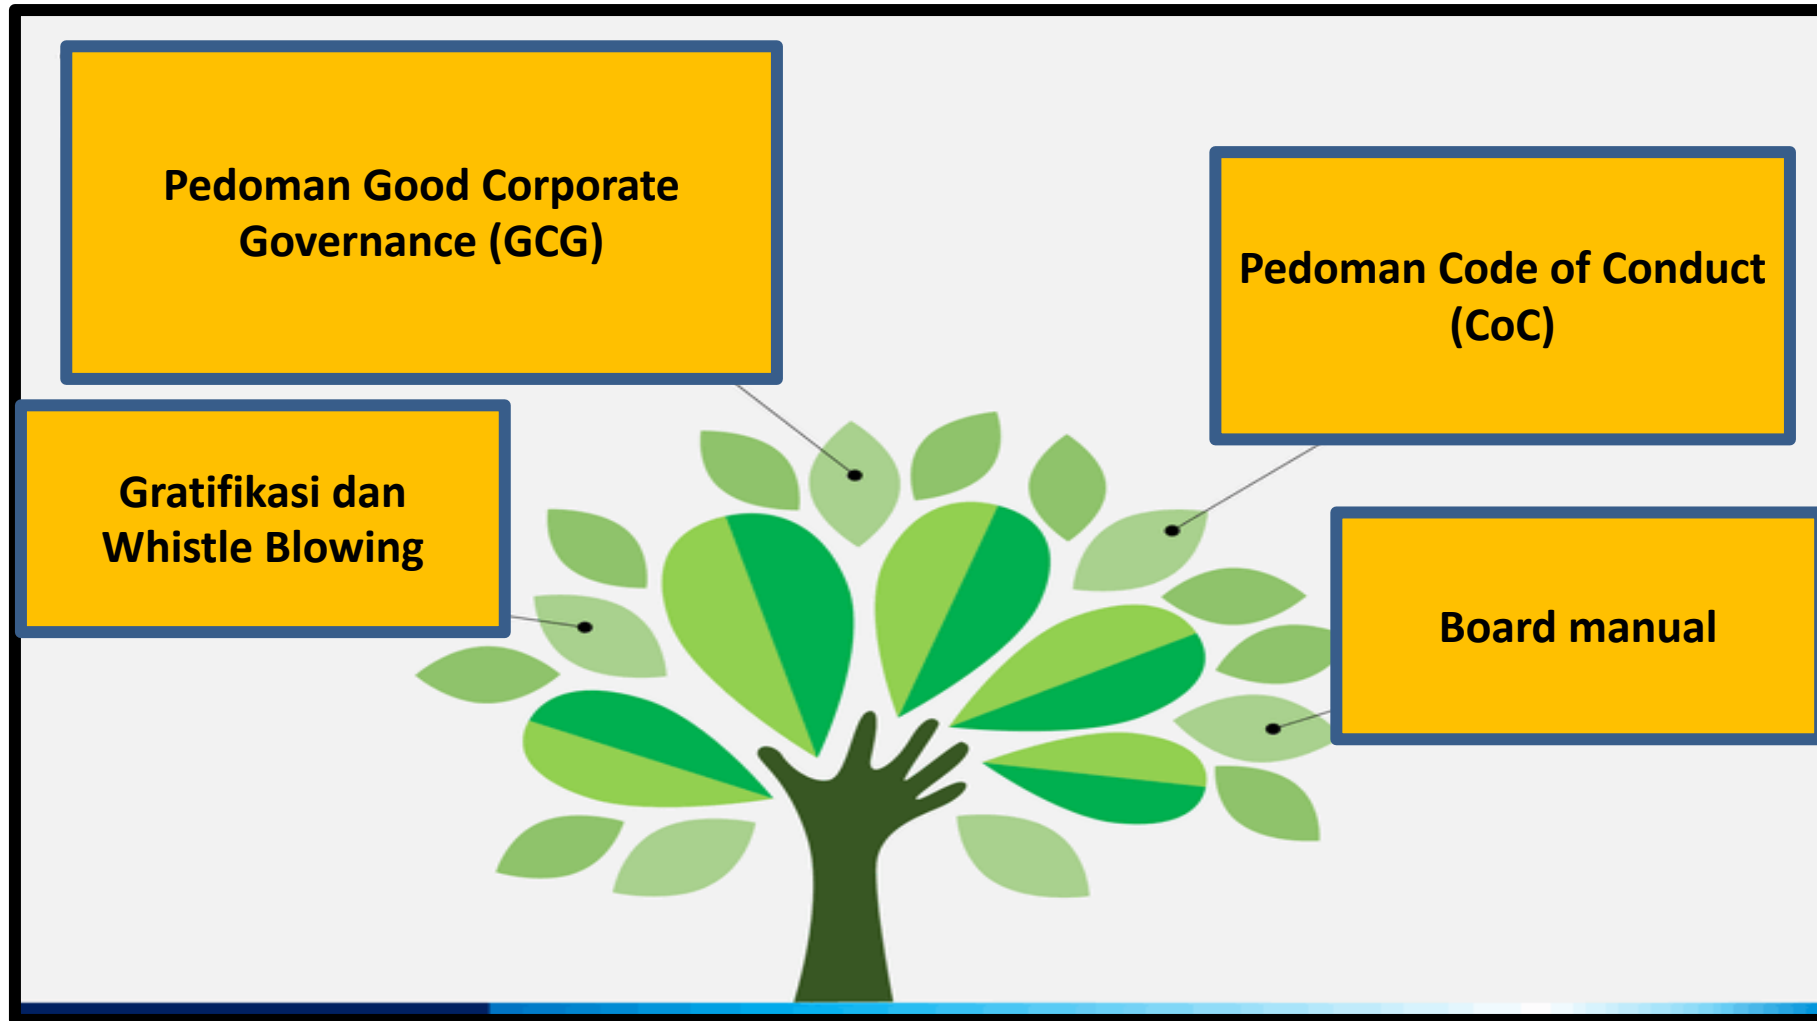 Pedoman Good Corporate
Governance (GCG)
Pedoman Code of Conduct
(CoC)
Gratifikasi dan
Whistle Blowing
Board manual